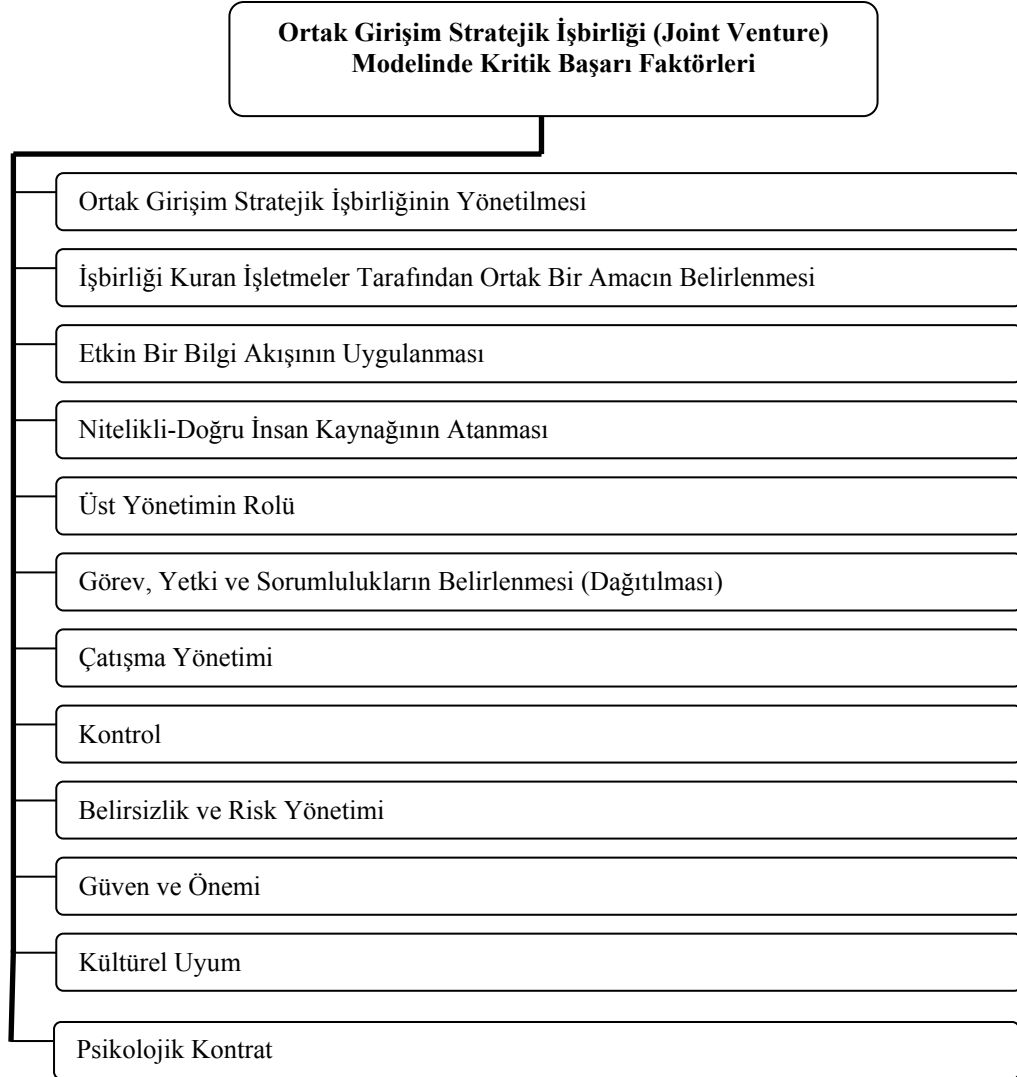 Ortak Girişim Stratejik İşbirliği (Joint Venture)
Modelinde Kritik Başarı Faktörleri
Ortak Girişim Stratejik İşbirliğinin Yönetilmesi
İşbirliği Kuran İşletmeler Tarafından Ortak Bir Amacın Belirlenmesi
Etkin Bir Bilgi Akışının Uygulanması
Nitelikli-Doğru İnsan Kaynağının Atanması
Üst Yönetimin Rolü
Görev, Yetki ve Sorumlulukların Belirlenmesi (Dağıtılması)
Çatışma Yönetimi
Kontrol
Belirsizlik ve Risk Yönetimi
Güven ve Önemi
Kültürel Uyum
Psikolojik Kontrat